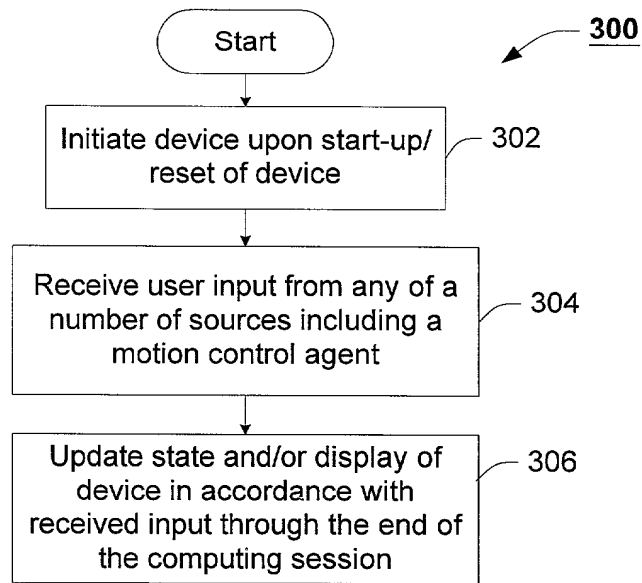 Start
300
Initiate device upon start-up/
reset of device
302
Receive user input from any of a
number of sources including a
motion control agent
304
Update state and/or display of
device in accordance with
received input through the end of
the computing session
306